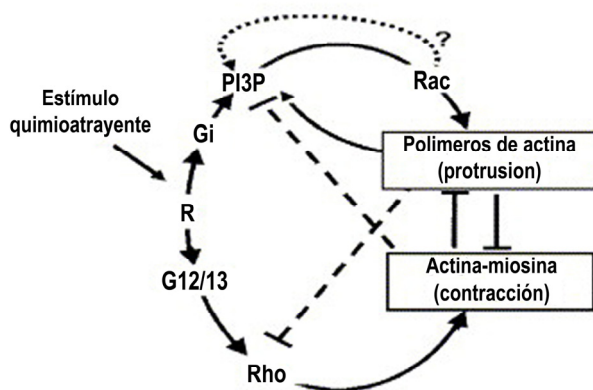 ?
PI3P
Rac
Estímulo
quimioatrayente
Gi
Polimeros de actina
(protrusion)
R
G12/13
Actina-miosina
(contracción)
Rho